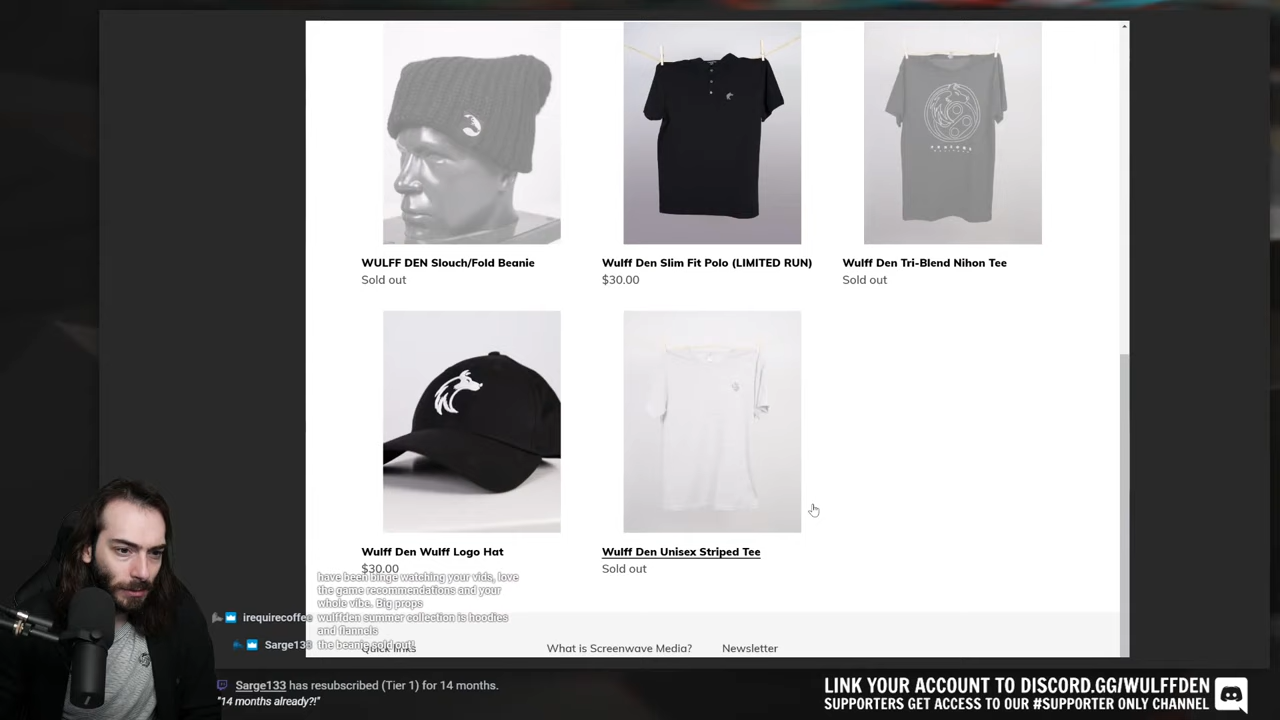 WULFF DEN Slouch/Fold Beanie
Sold out
Wulff Den Slim Fit Polo (LIMITED RUN)
$30.00
Wulff Den Tri-Blend Nihon Tee
Sold out
Wulff Den Wulff Logo Hat
$30.00
Wulff Den Unisex Striped Tee
Sold out
have been binge watching your vids, love
the game recommendations and your
whole vibe. Big props
irequirecoffee wulffden summer collection is hoodies
and flannels
Sarge133 the beanie sold out!
Quick links
What is Screenwave Media?
Newsletter
Sarge133 has resubscribed (Tier 1) for 14 months.
"14 months already?!"
LINK YOUR ACCOUNT TO DISCORD.GG/WULFFDEN
SUPPORTERS GET ACCESS TO OUR #SUPPORTER ONLY CHANNEL